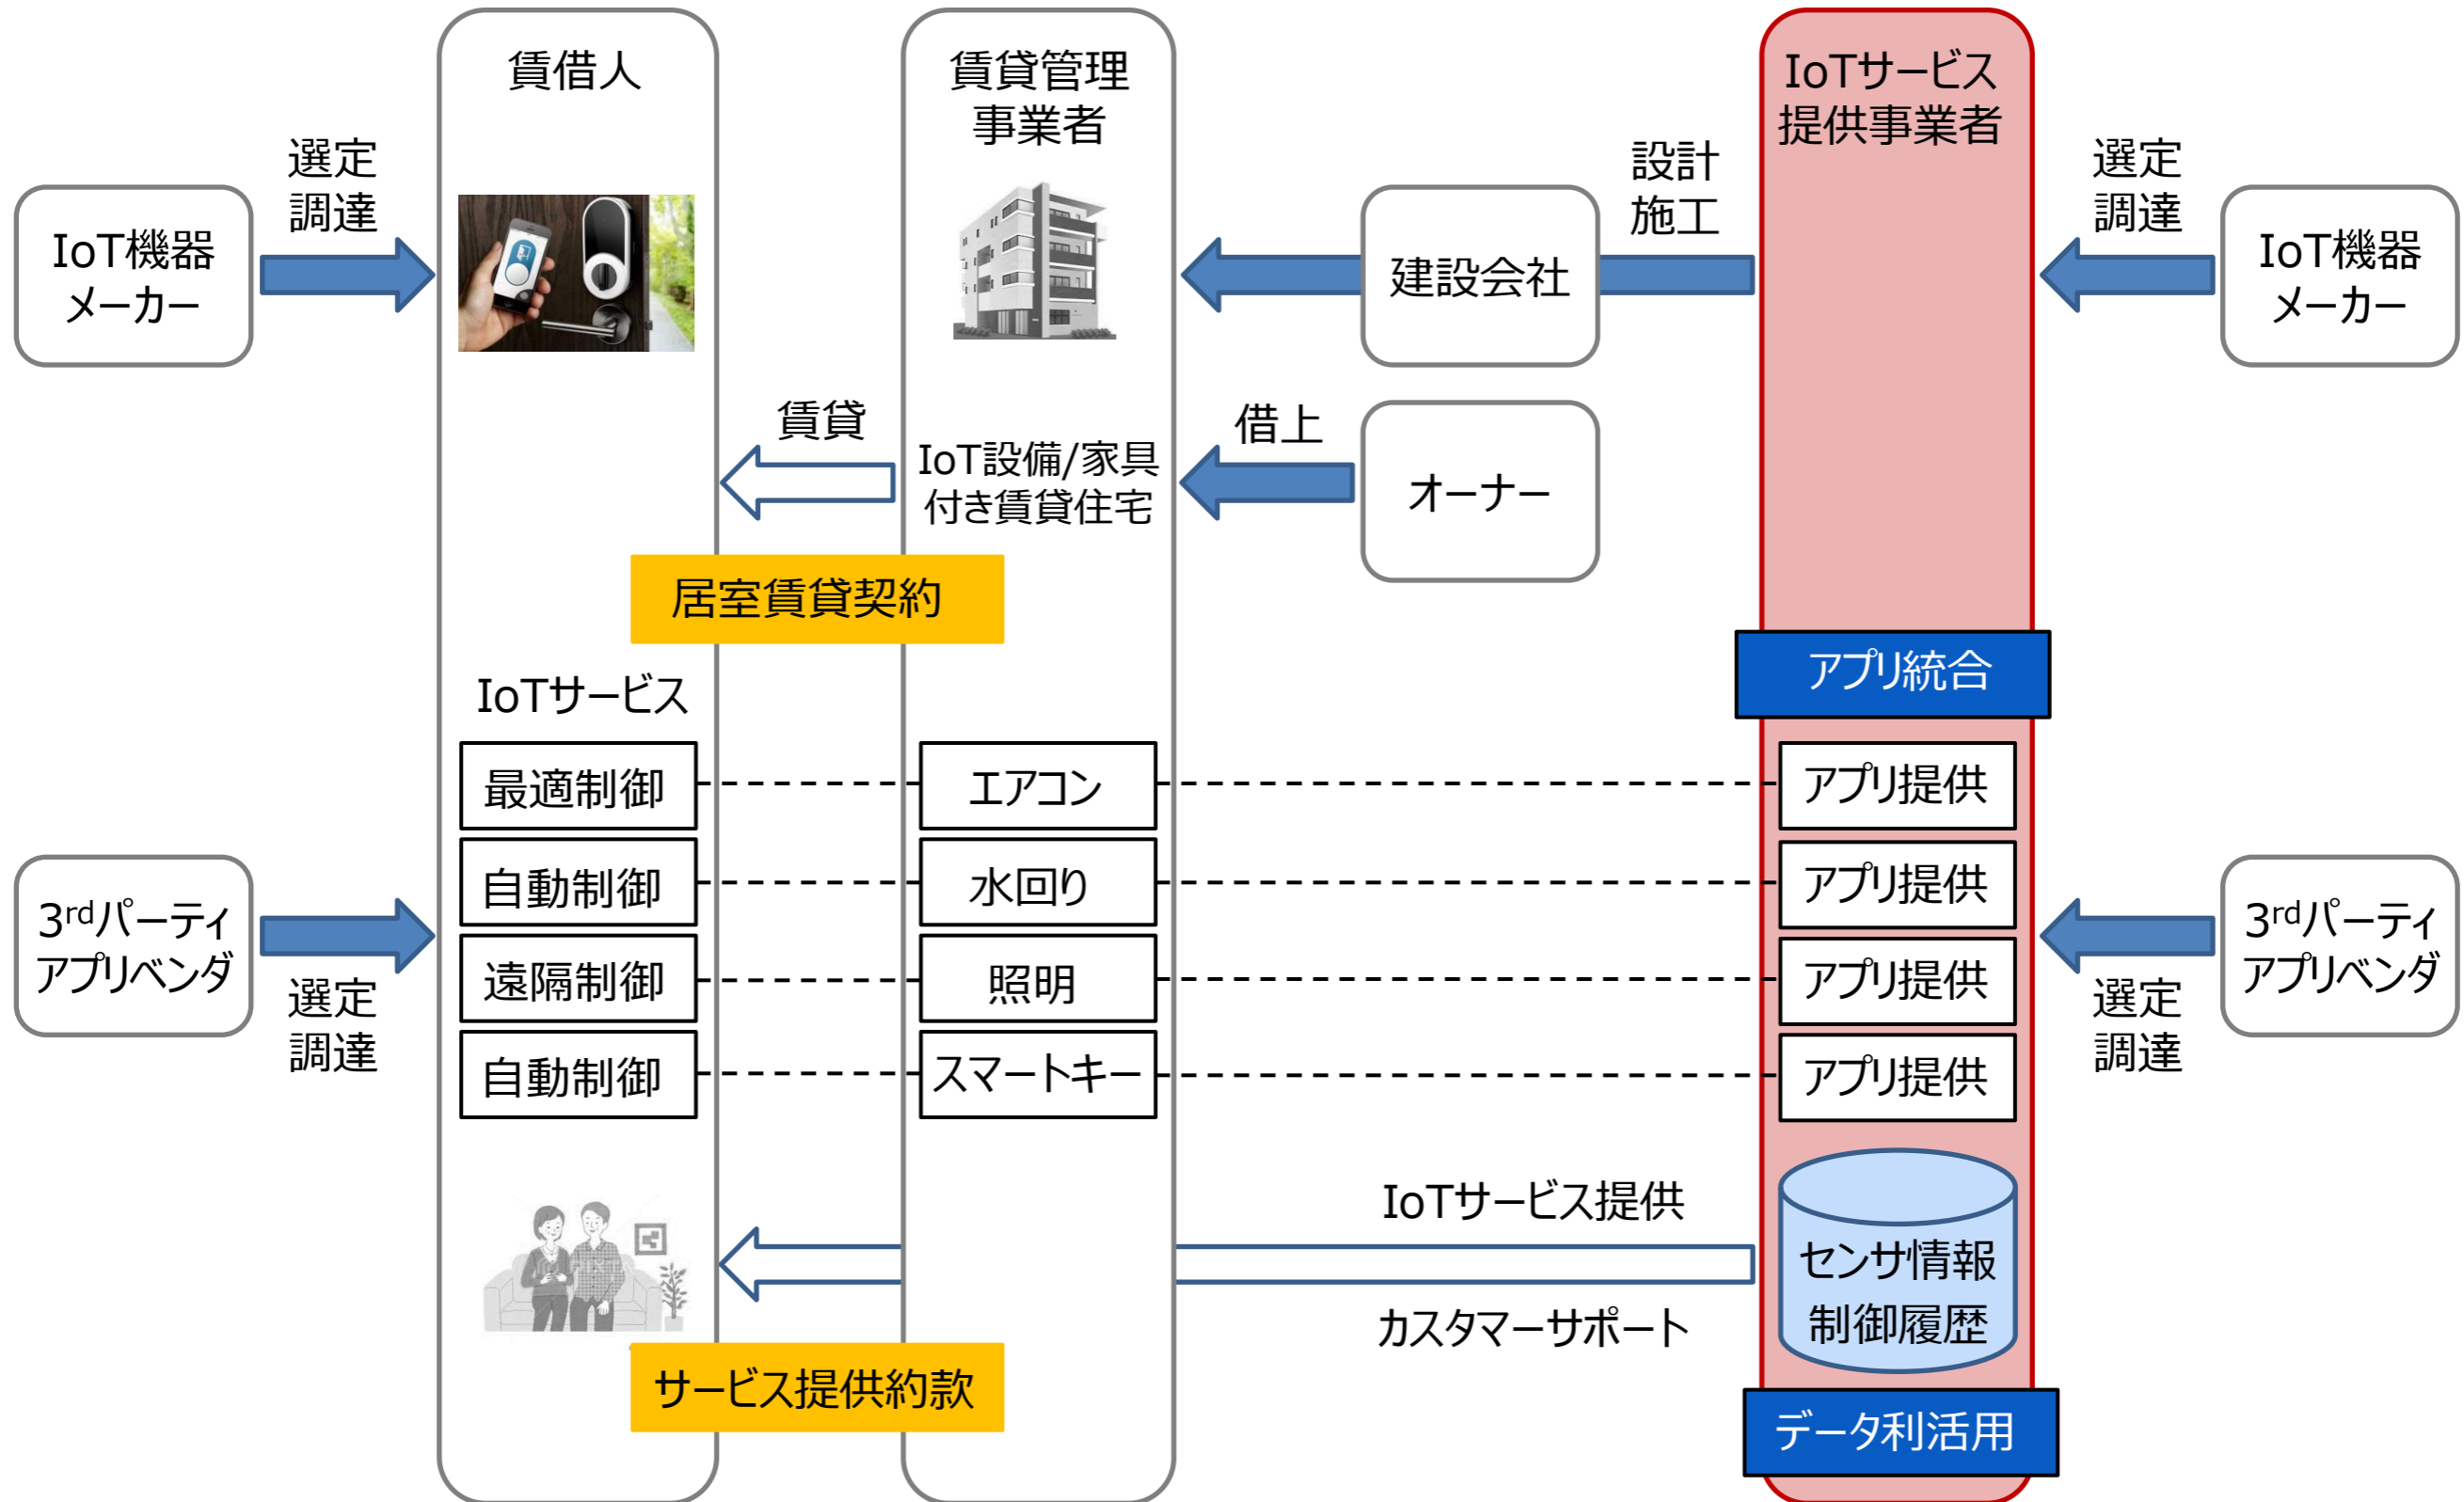 賃借人
賃貸管理
事業者
IoTサービス
提供事業者
選定
調達
設計
施工
選定
調達
IoT機器
メーカー
建設会社
IoT機器
メーカー
賃貸
IoT設備/家具
付き賃貸住宅
借上
オーナー
居室賃貸契約
アプリ統合
IoTサービス
最適制御
エアコン
アプリ提供
自動制御
水回り
アプリ提供
遠隔制御
照明
アプリ提供
自動制御
スマートキー
アプリ提供
3rdパーティ
アプリベンダ
選定
調達
3rdパーティ
アプリベンダ
選定
調達
IoTサービス提供
カスタマーサポート
センサ情報
制御履歴
サービス提供約款
データ利活用